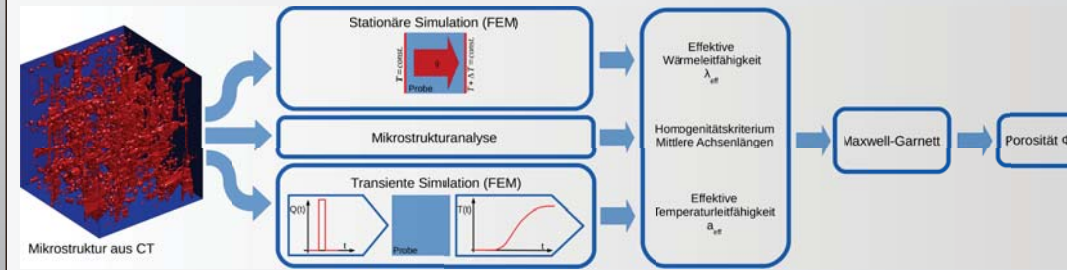 Stationäre Simulation (FEM)
T = const.
Φ
T + ΔT = const.
Probe
Mikrostrukturanalyse
Transiente Simulation (FEM)
Q(t)
t
Probe
T(t)
t
Mikrostruktur aus CT
Effektive
Wärmeleitfähigkeit
λeff
Homogenitätskriterium
Mittlere Achsenlängen
Effektive
Temperaturleitfähigkeit
aeff
Maxwell-Garnett
Porosität Φ